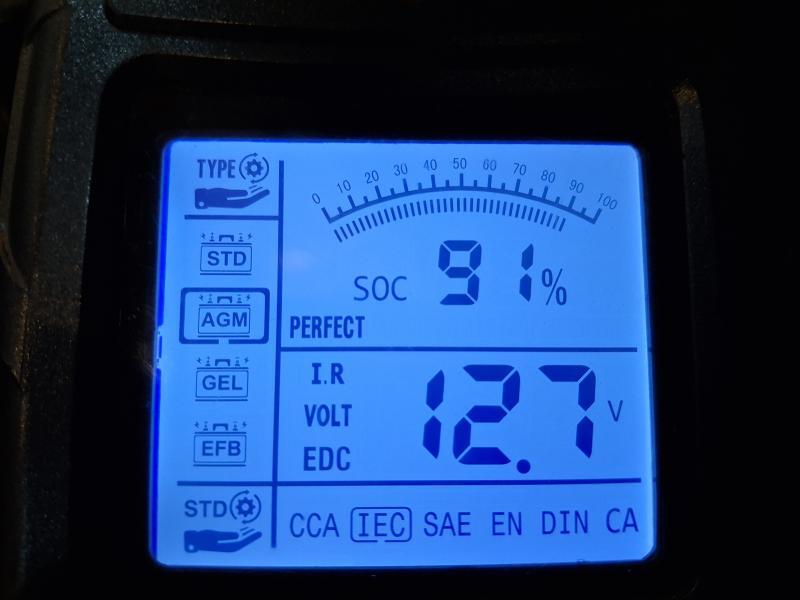 TYPE
STD
AGM
GEL
EFB
STD
0 10 20 30 40 50 60 70 80 90 100
SOC 91%
PERFECT
I.R
VOLT
EDC
12.7 V
CCA IEC SAE EN DIN CA